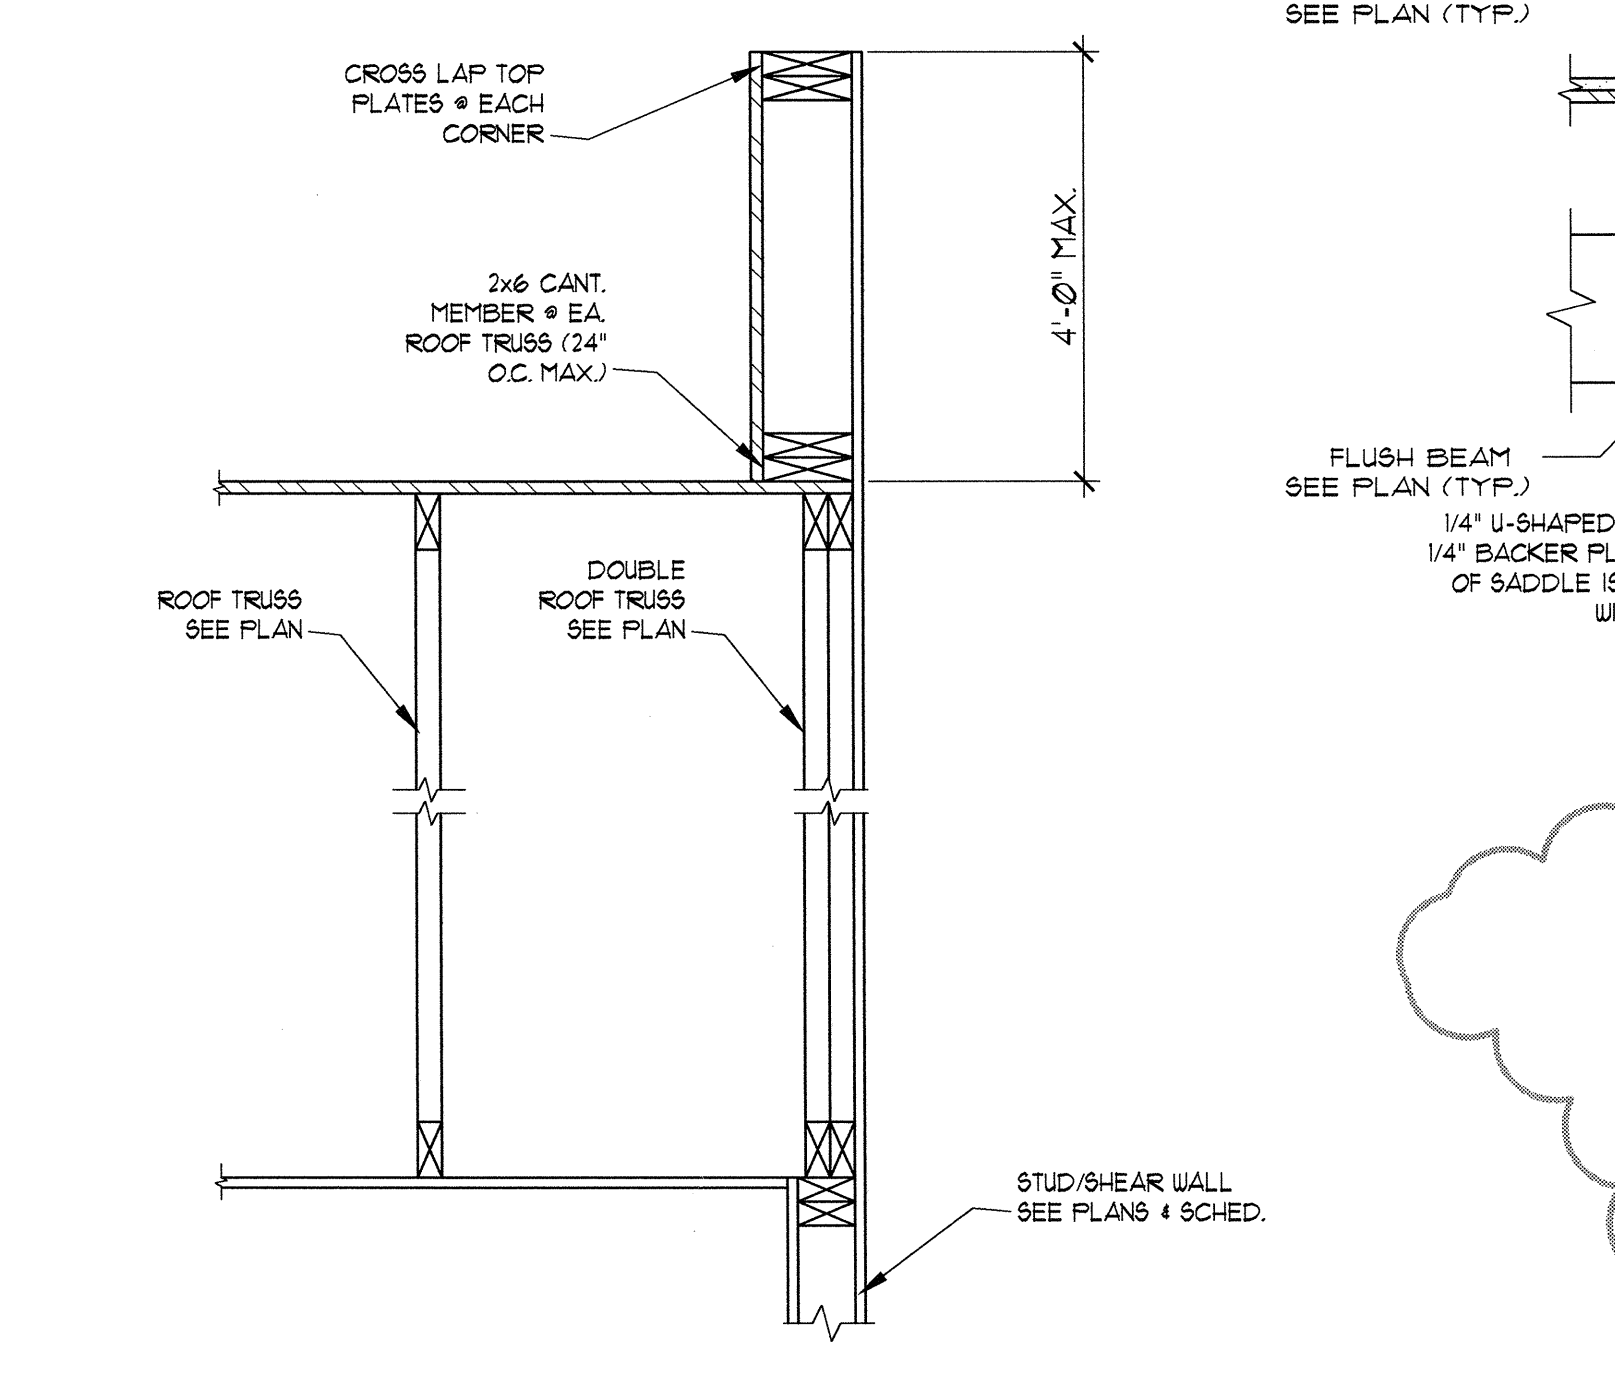 SEE PLAN (TYP.)
CROSS LAP TOP
PLATES @ EACH
CORNER
4'-0" MAX.
2x6 CANT.
MEMBER @ EA.
ROOF TRUSS (24"
O.C. MAX.)
FLUSH BEAM
SEE PLAN (TYP.)
1/4" U-SHAPED
1/4" BACKER PL
OF SADDLE IS
DOUBLE
ROOF TRUSS
SEE PLAN
ROOF TRUSS
SEE PLAN
STUD/SHEAR WALL
SEE PLANS & SCHED.